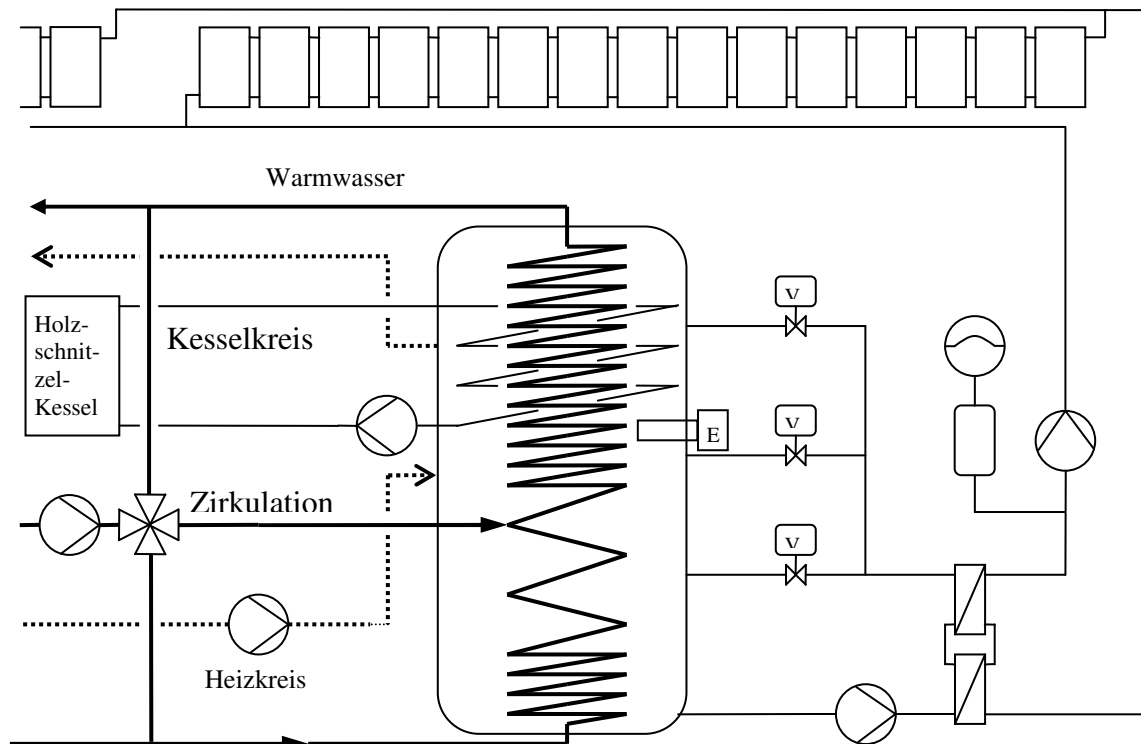 Warmwasser
Holz-
schnit-
zel-
Kessel
Kesselkreis
V
V
E
Zirkulation
V
Heizkreis